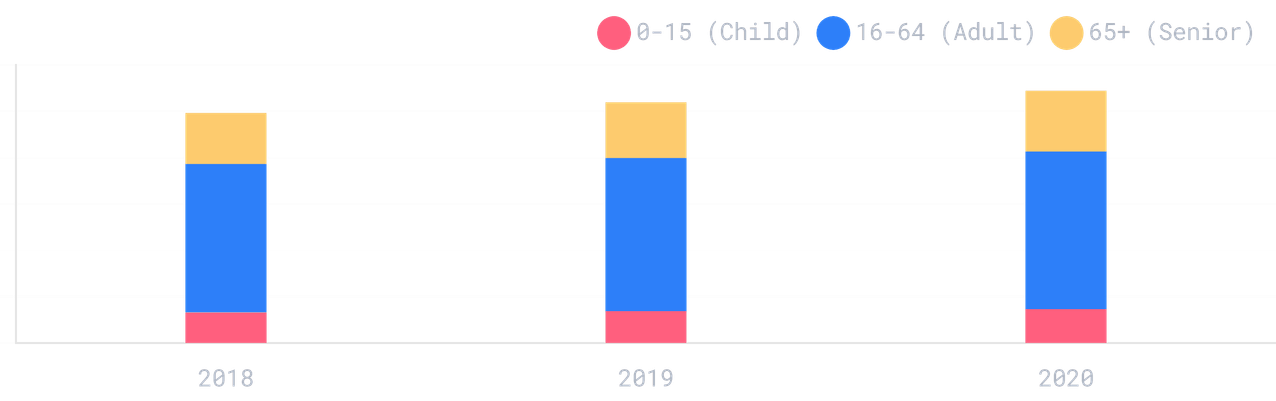 0-15 (Child) 16-64 (Adult) 65+ (Senior)
2018 2019 2020